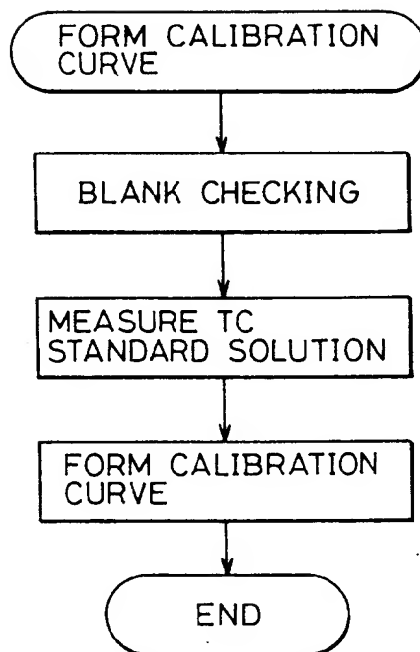 FORM CALIBRATION
CURVE
BLANK CHECKING
MEASURE TC
STANDARD SOLUTION
FORM CALIBRATION
CURVE
END